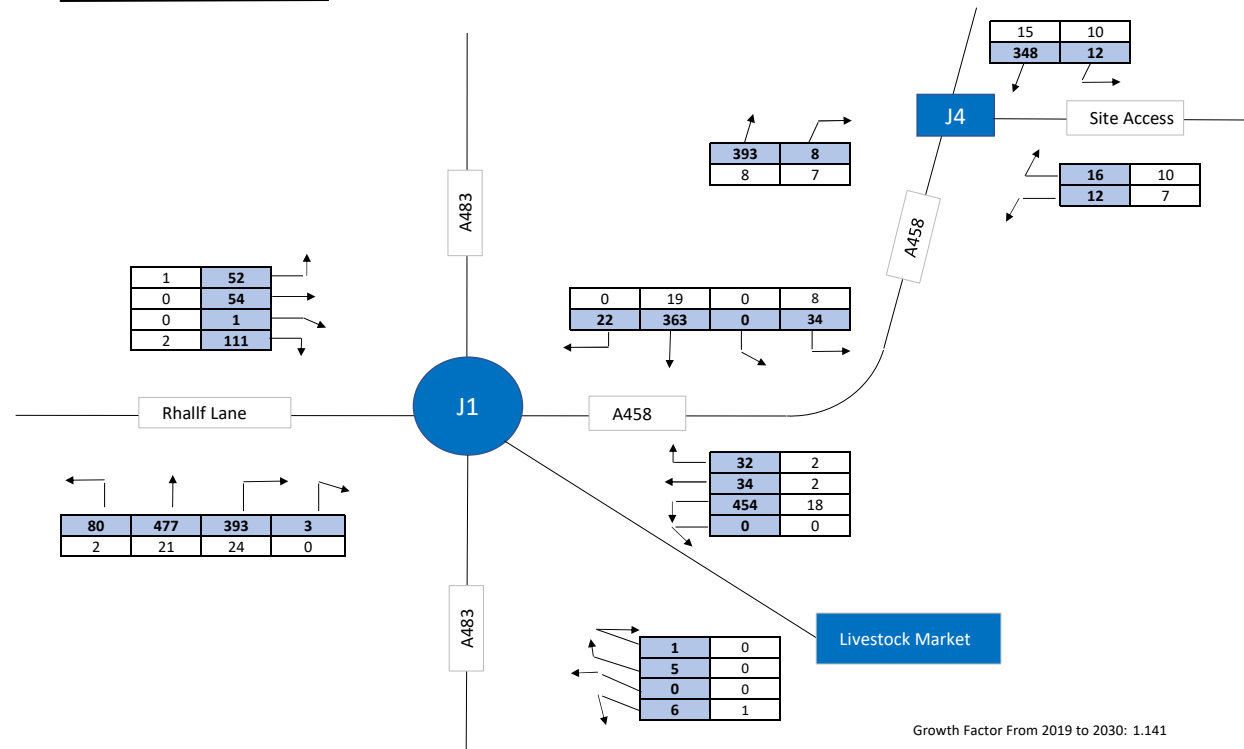 15 10
348 12
J4
Site Access
393 8
8 7
16 10
12 7
A483
A458
1 52
0 54
0 1
2 111
0 19 0 8
22 363 0 34
J1
Rhallf Lane
A458
32 2
34 2
454 18
0 0
80 477 393 3
2 21 24 0
A483
Livestock Market
1 0
5 0
0 0
6 1
Growth Factor From 2019 to 2030: 1.141